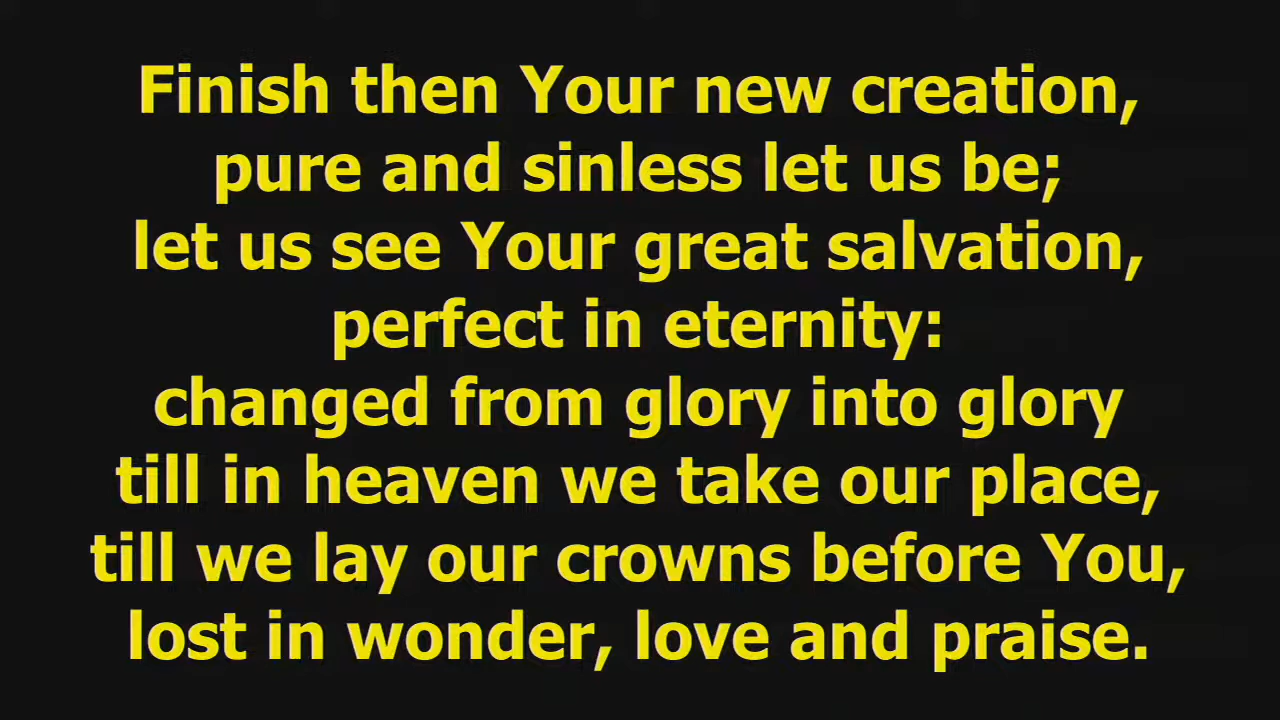 Finish then Your new creation,
pure and sinless let us be;
let us see Your great salvation,
perfect in eternity:
changed from glory into glory
till in heaven we take our place,
till we lay our crowns before You,
lost in wonder, love and praise.